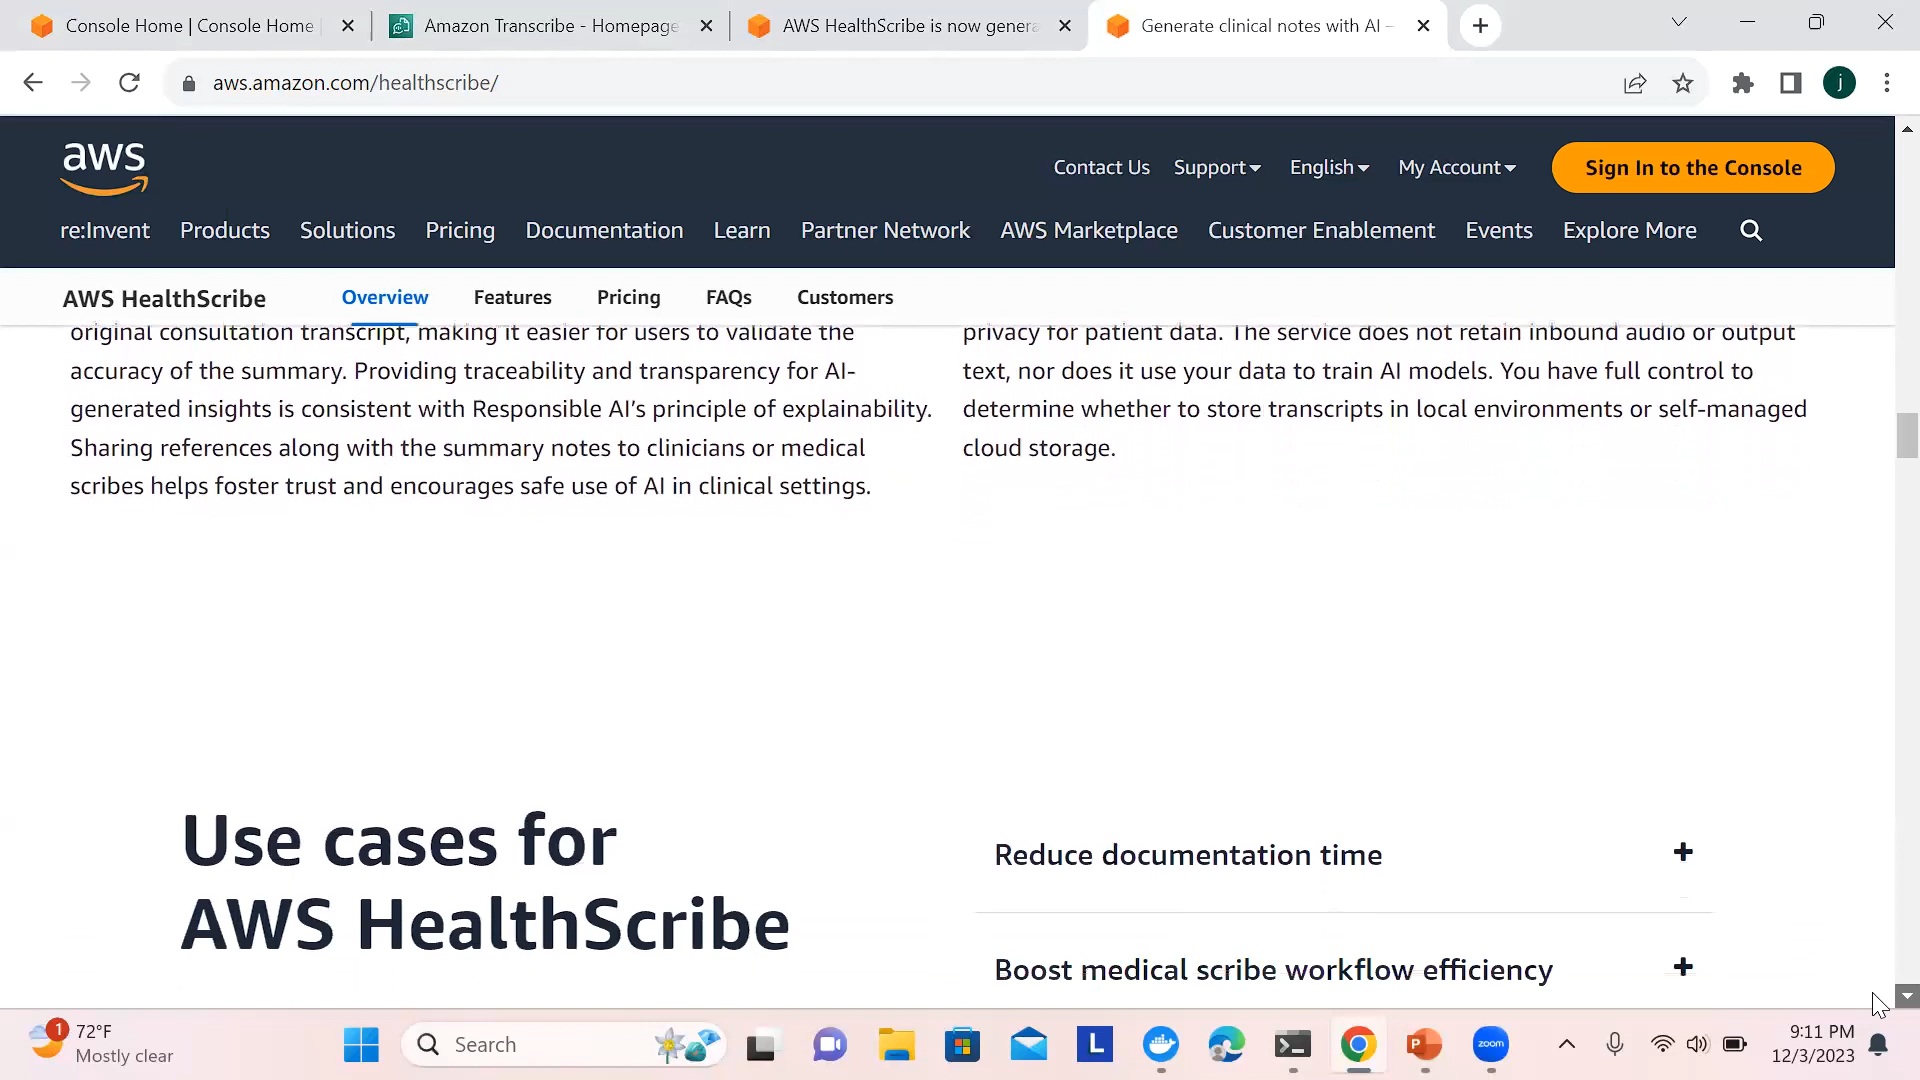 Console Home | Console Home
Amazon Transcribe - Homepage
AWS HealthScribe is now genera
Generate clinical notes with AI –
aws.amazon.com/healthscribe/
j
aws
Contact Us
Support
English
My Account
Sign In to the Console
re:Invent
Products
Solutions
Pricing
Documentation
Learn
Partner Network
AWS Marketplace
Customer Enablement
Events
Explore More
AWS HealthScribe
Overview
Features
Pricing
FAQs
Customers
original consultation transcript, making it easier for users to validate the
accuracy of the summary. Providing traceability and transparency for AI-
generated insights is consistent with Responsible AI’s principle of explainability.
Sharing references along with the summary notes to clinicians or medical
scribes helps foster trust and encourages safe use of AI in clinical settings.
privacy for patient data. The service does not retain inbound audio or output
text, nor does it use your data to train AI models. You have full control to
determine whether to store transcripts in local environments or self-managed
cloud storage.
Use cases for
AWS HealthScribe
Reduce documentation time
Boost medical scribe workflow efficiency
1
72°F
Mostly clear
Search
L
P
zoom
9:11 PM
12/3/2023